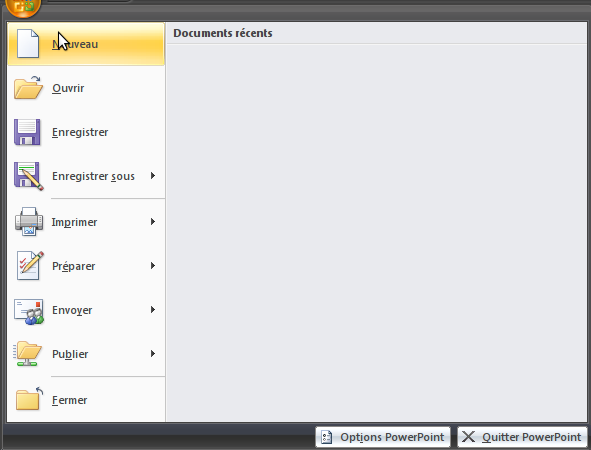 Nouveau
Documents récents
Ouvrir
Enregistrer
Enregistrer sous
Imprimer
Préparer
Envoyer
Publier
Fermer
Options PowerPoint
Quitter PowerPoint